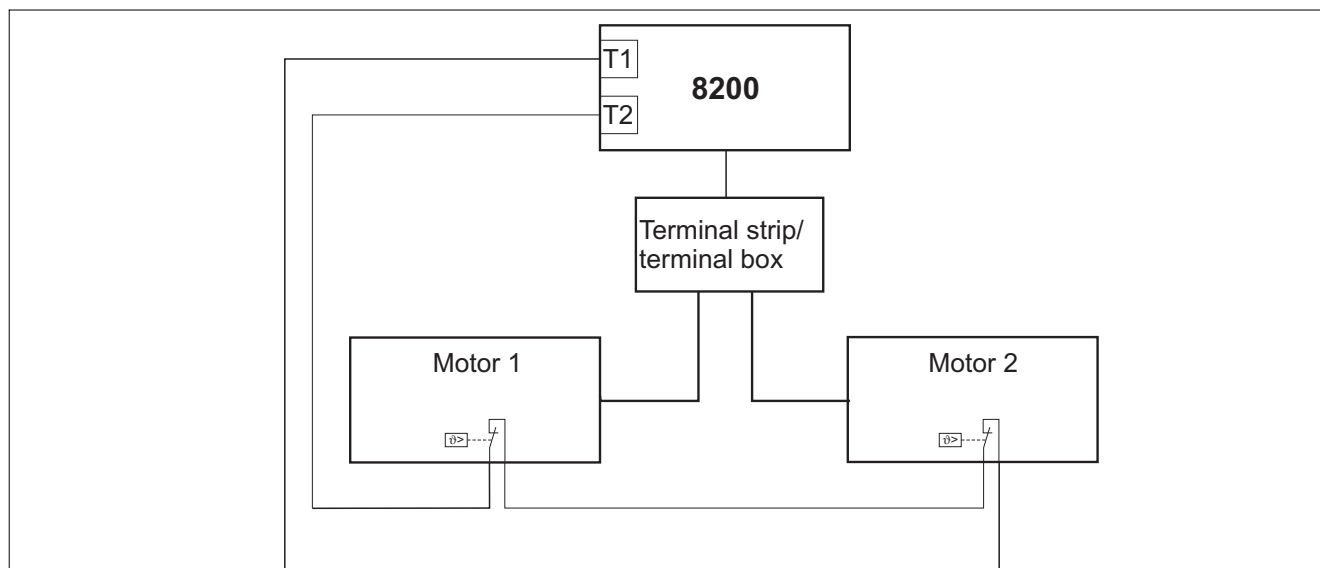 T1
8200
T2
Terminal strip/
terminal box
Motor 1
Motor 2
ϑ>
ϑ>